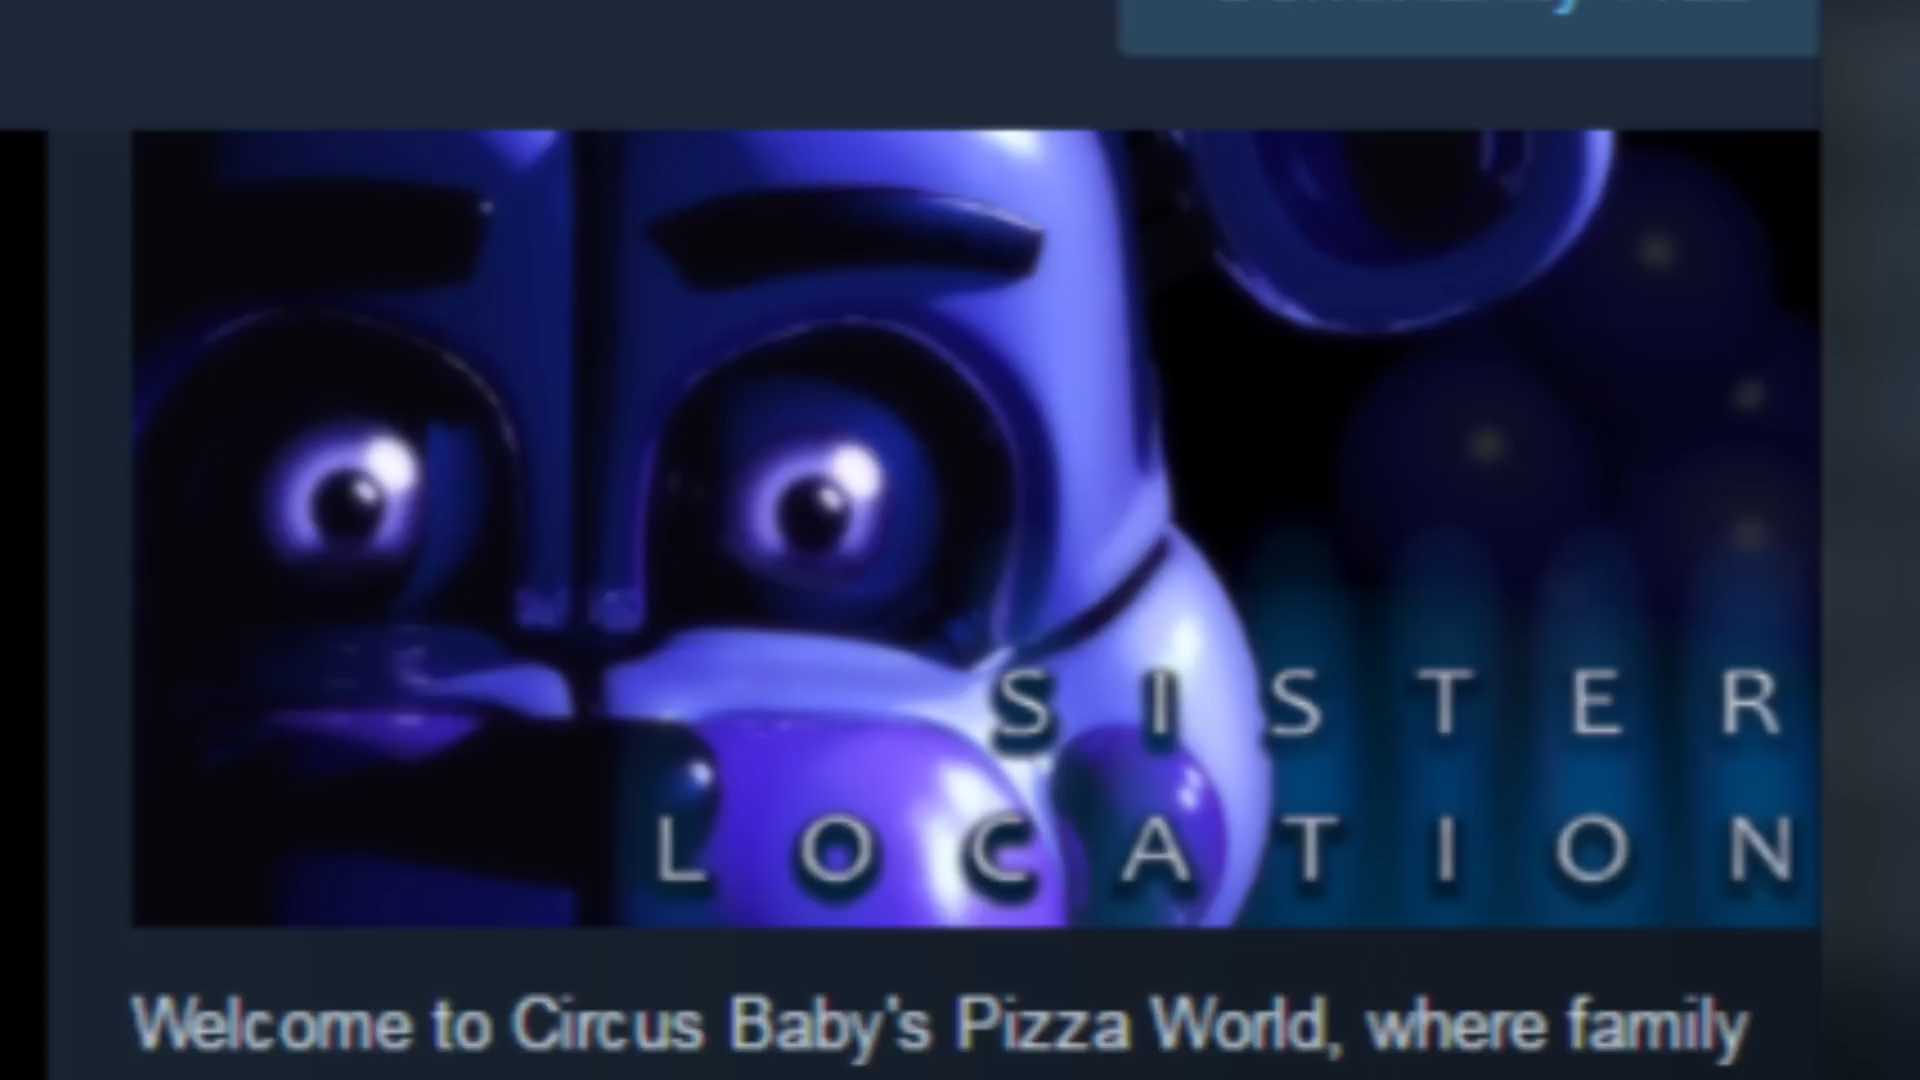 SISTER
LOCATION
Welcome to Circus Baby's Pizza World, where family